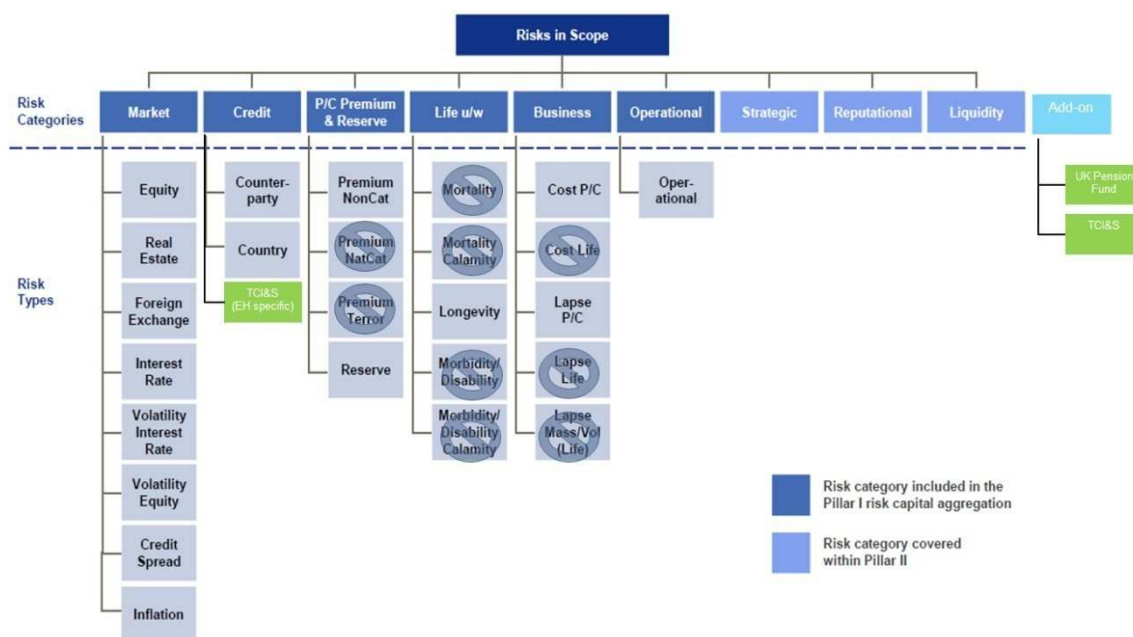 Risks in Scope
Risk
Categories
Market
Credit
P/C Premium
& Reserve
Life u/w
Business
Operational
Strategic
Reputational
Liquidity
Add-on
Risk
Types
Equity
Real
Estate
Foreign
Exchange
Interest
Rate
Volatility
Interest
Rate
Volatility
Equity
Credit
Spread
Inflation
Counter-
party
Country
TCI&S
(EH specific)
Premium
NonCat
Premium
NatCat
Premium
Terror
Reserve
Mortality
Mortality
Calamity
Longevity
Morbidity/
Disability
Morbidity/
Disability
Calamity
Cost P/C
Cost Life
Lapse
P/C
Lapse
Life
Lapse
Mass/Vol
(Life)
Oper-
ational
UK Pension
Fund
TCI&S
Risk category included in the
Pillar I risk capital aggregation
Risk category covered
within Pillar II